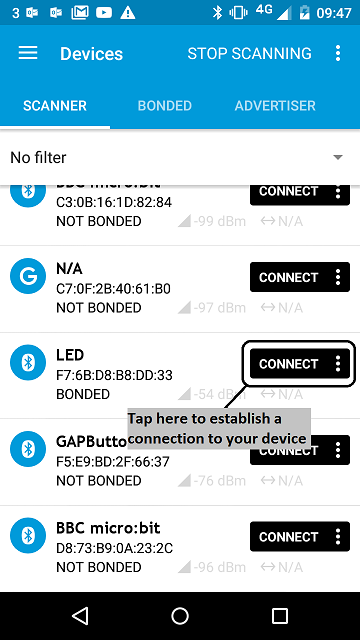 3
4G
09:47
Devices
STOP SCANNING
SCANNER
BONDED
ADVERTISER
No filter
BBC micro:bit
C3:0B:16:1D:82:84
CONNECT
NOT BONDED
-99 dBm
N/A
N/A
C7:0F:2B:40:61:B0
CONNECT
NOT BONDED
-97 dBm
N/A
LED
F7:6B:D8:B8:DD:33
CONNECT
BONDED
-54 dBm
N/A
Tap here to establish a
connection to your device
GAPButto
F5:E9:BD:2F:66:37
CONNECT
NOT BONDED
-76 dBm
N/A
BBC micro:bit
D8:73:B9:0A:23:2C
CONNECT
NOT BONDED
-96 dBm
N/A